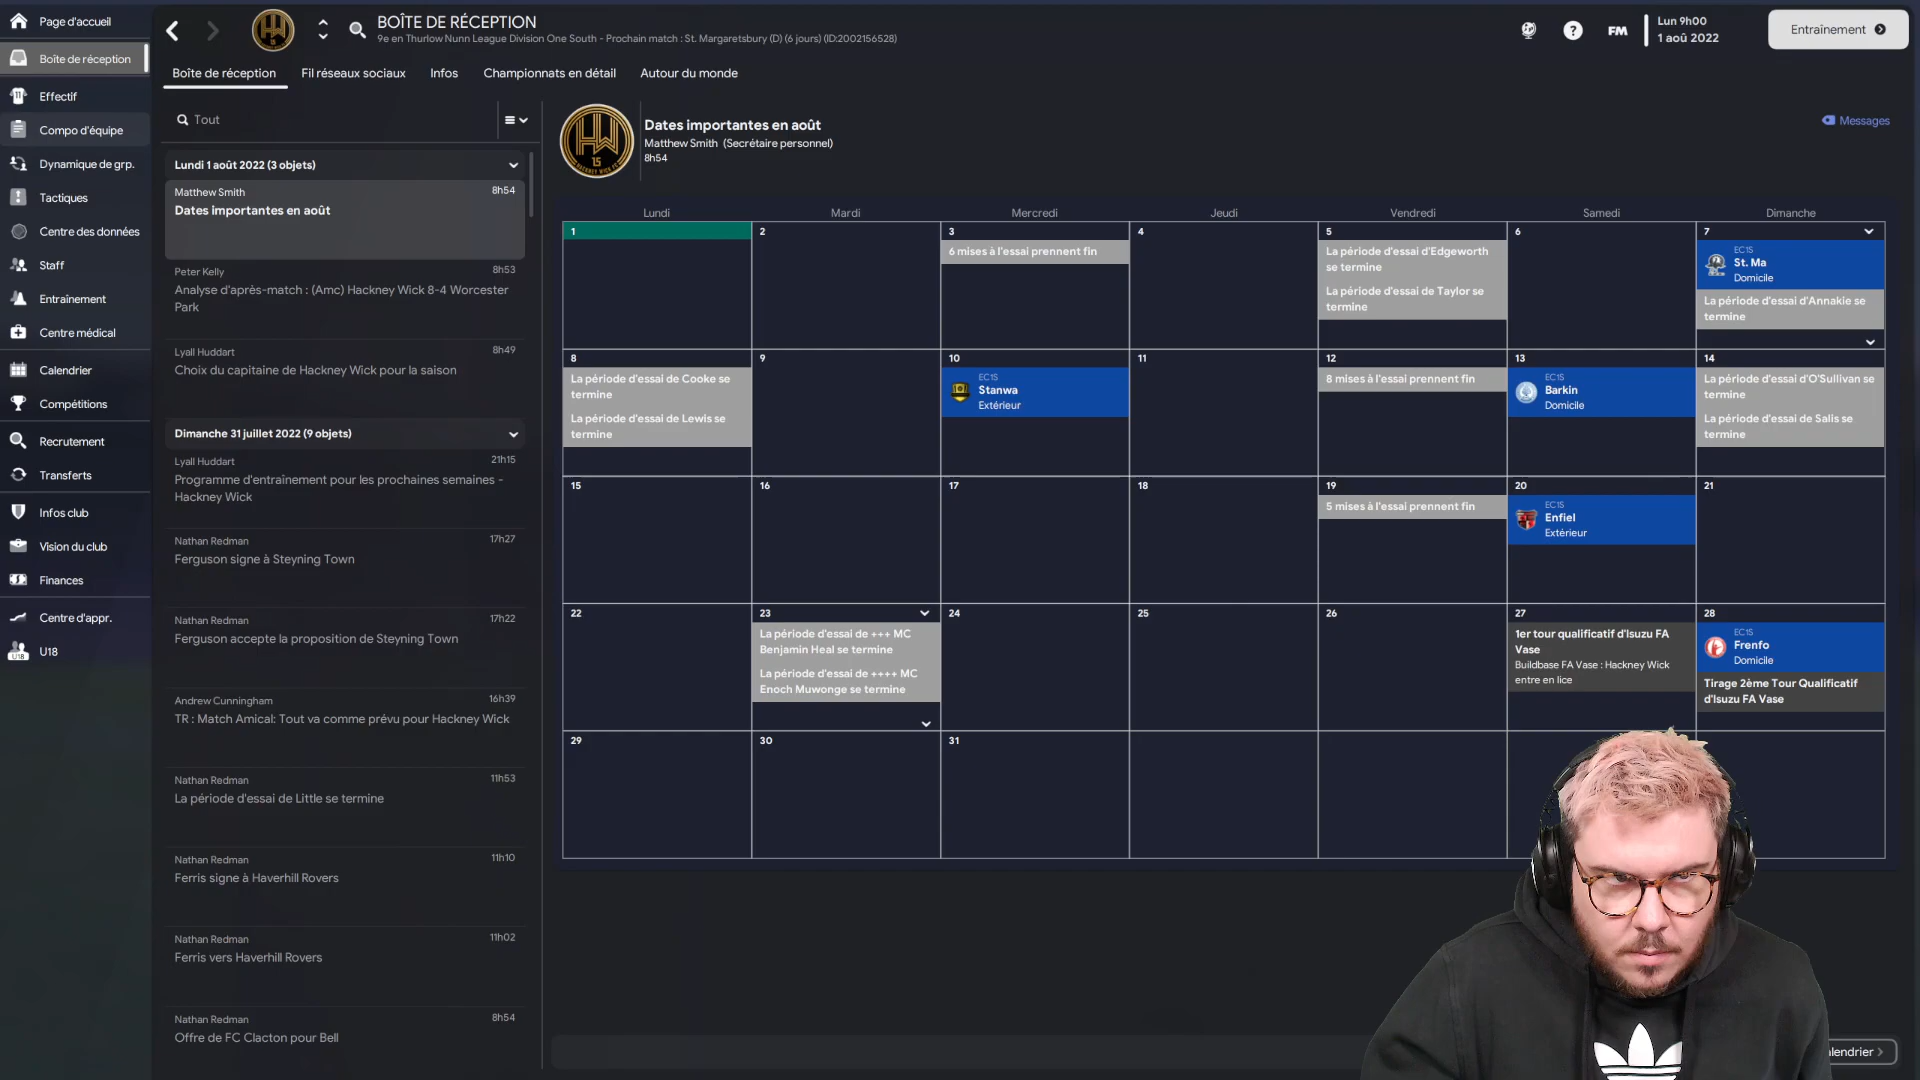 Page d'accueil
Boîte de réception
Effectif
Compo d'équipe
Dynamique de grp.
Tactiques
Centre des données
Staff
Entraînement
Centre médical
Calendrier
Compétitions
Recrutement
Transferts
Infos club
Vision du club
Finances
Centre d'appr.
U18
BOÎTE DE RÉCEPTION
9e en Thurlow Nunn League Division One South - Prochain match : St. Margaretsbury (D) (6 jours) (ID:2002156528)
FM
Lun 9h00
1 aoû 2022
Entraînement
Boîte de réception
Fil réseaux sociaux
Infos
Championnats en détail
Autour du monde
Tout
Lundi 1 août 2022 (3 objets)
Matthew Smith 8h54
Dates importantes en août
Peter Kelly 8h53
Analyse d'après-match : (Amc) Hackney Wick 8-4 Worcester
Park
Lyall Huddart 8h49
Choix du capitaine de Hackney Wick pour la saison
Dimanche 31 juillet 2022 (9 objets)
Lyall Huddart 21h15
Programme d'entraînement pour les prochaines semaines -
Hackney Wick
Nathan Redman 17h27
Ferguson signe à Steyning Town
Nathan Redman 17h22
Ferguson accepte la proposition de Steyning Town
Andrew Cunningham 16h39
TR : Match Amical: Tout va comme prévu pour Hackney Wick
Nathan Redman 11h53
La période d'essai de Little se termine
Nathan Redman 11h10
Ferris signe à Haverhill Rovers
Nathan Redman 11h02
Ferris vers Haverhill Rovers
Nathan Redman 8h54
Offre de FC Clacton pour Bell
HW
15
Dates importantes en août
Matthew Smith (Secrétaire personnel)
8h54
Messages
Lundi Mardi Mercredi Jeudi Vendredi Samedi Dimanche
1
2
3
6 mises à l'essai prennent fin
4
5
La période d'essai d'Edgeworth
se termine
La période d'essai de Taylor se
termine
6
7
EC1S
St. Ma
Domicile
La période d'essai d'Annakie se
termine
8
La période d'essai de Cooke se
termine
La période d'essai de Lewis se
termine
9
10
EC1S
Stanwa
Extérieur
11
12
8 mises à l'essai prennent fin
13
EC1S
Barkin
Domicile
14
La période d'essai d'O'Sullivan se
termine
La période d'essai de Salis se
termine
15
16
17
18
19
5 mises à l'essai prennent fin
20
EC1S
Enfiel
Extérieur
21
22
23
La période d'essai de +++ MC
Benjamin Heal se termine
La période d'essai de ++++ MC
Enoch Muwonge se termine
24
25
26
27
1er tour qualificatif d'Isuzu FA
Vase
Buildbase FA Vase : Hackney Wick
entre en lice
28
EC1S
Frenfo
Domicile
Tirage 2ème Tour Qualificatif
d'Isuzu FA Vase
29
30
31
alendrier